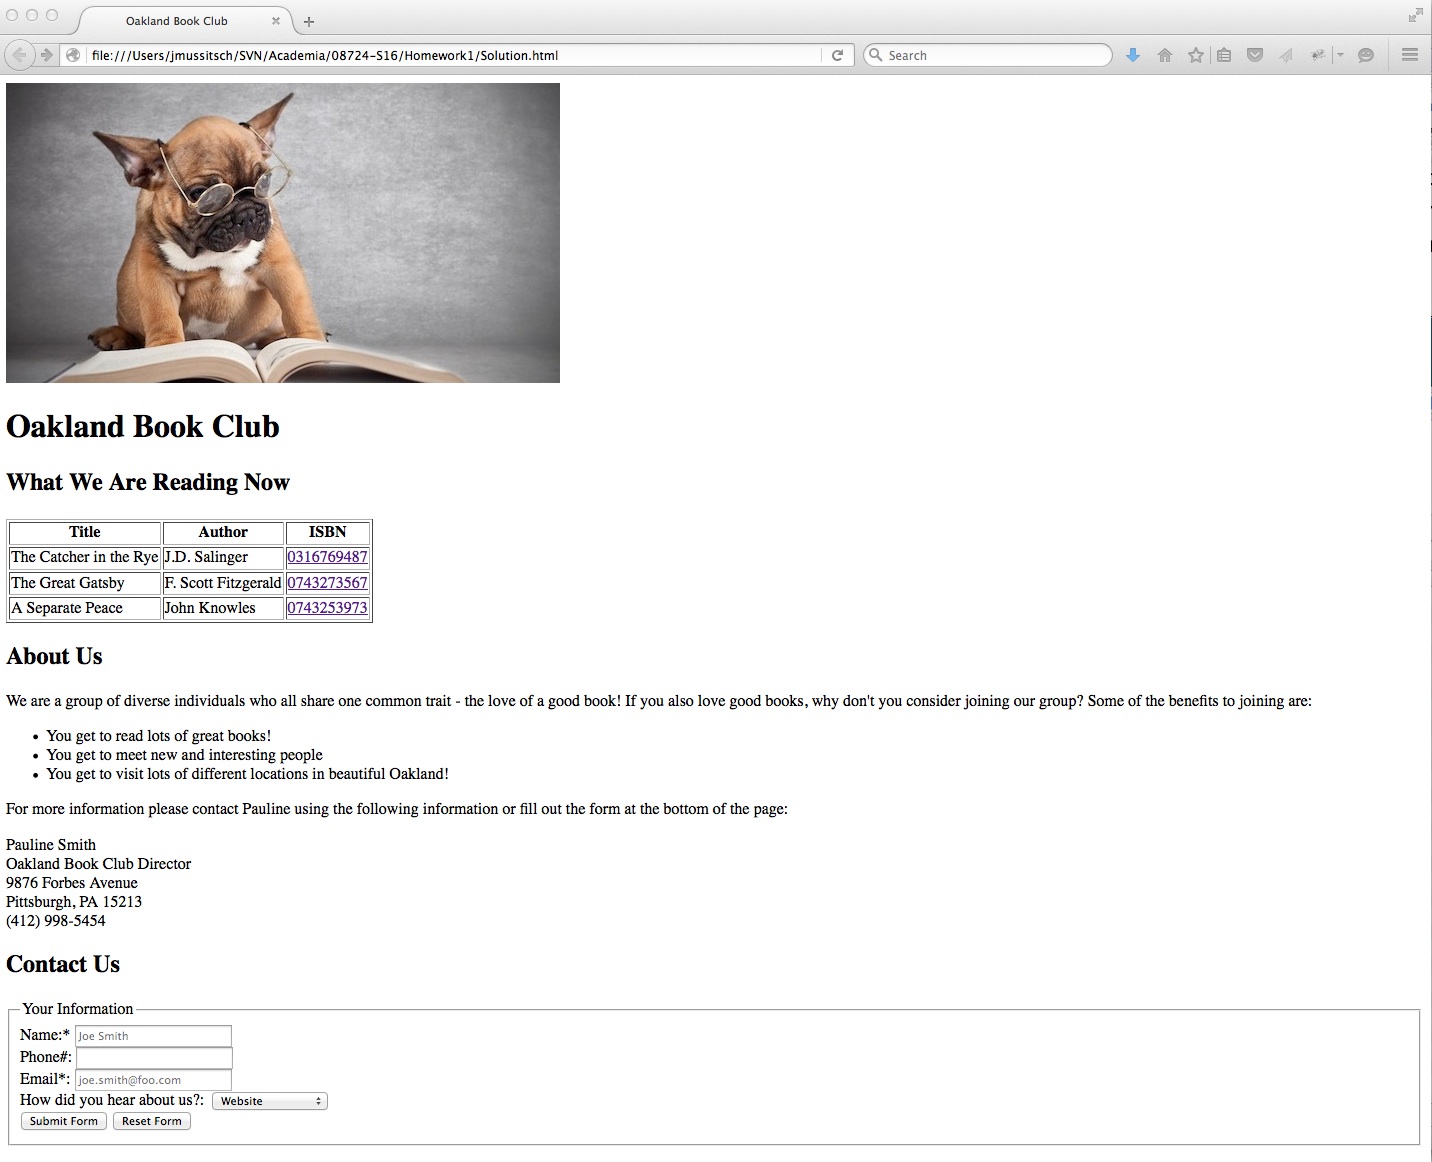 Oakland Book Club
file:///Users/jmussitsch/SVN/Academia/08724-S16/Homework1/Solution.html
Search
Oakland Book Club
What We Are Reading Now
Title Author ISBN
The Catcher in the Rye J.D. Salinger 0316769487
The Great Gatsby F. Scott Fitzgerald 0743273567
A Separate Peace John Knowles 0743253973
About Us
We are a group of diverse individuals who all share one common trait - the love of a good book! If you also love good books, why don't you consider joining our group? Some of the benefits to joining are:
• You get to read lots of great books!
• You get to meet new and interesting people
• You get to visit lots of different locations in beautiful Oakland!
For more information please contact Pauline using the following information or fill out the form at the bottom of the page:
Pauline Smith
Oakland Book Club Director
9876 Forbes Avenue
Pittsburgh, PA 15213
(412) 998-5454
Contact Us
Your Information
Name:* Joe Smith
Phone#:
Email*: joe.smith@foo.com
How did you hear about us?: Website
Submit Form Reset Form